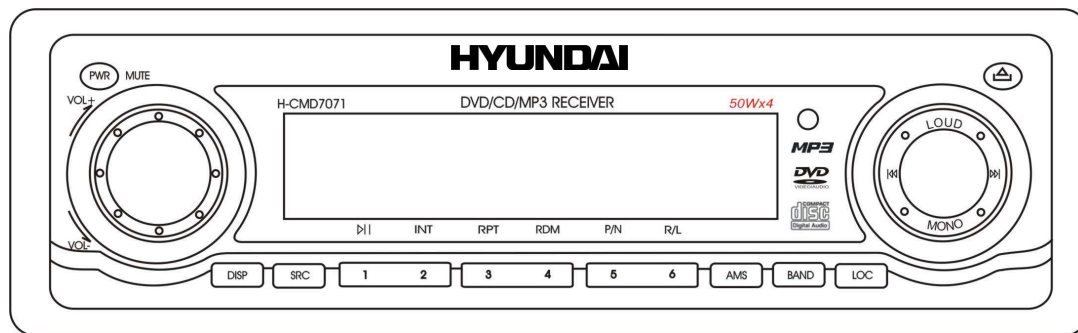 HYUNDAI
PWR MUTE
VOL+
H-CMD7071 DVD/CD/MP3 RECEIVER 50Wx4
LOUD
MP3
DVD
VIDEO/AUDIO
COMPACT
disc
Digital Audio
MONO
INT RPT RDM P/N R/L
VOL-
DISP SRC 1 2 3 4 5 6 AMS BAND LOC